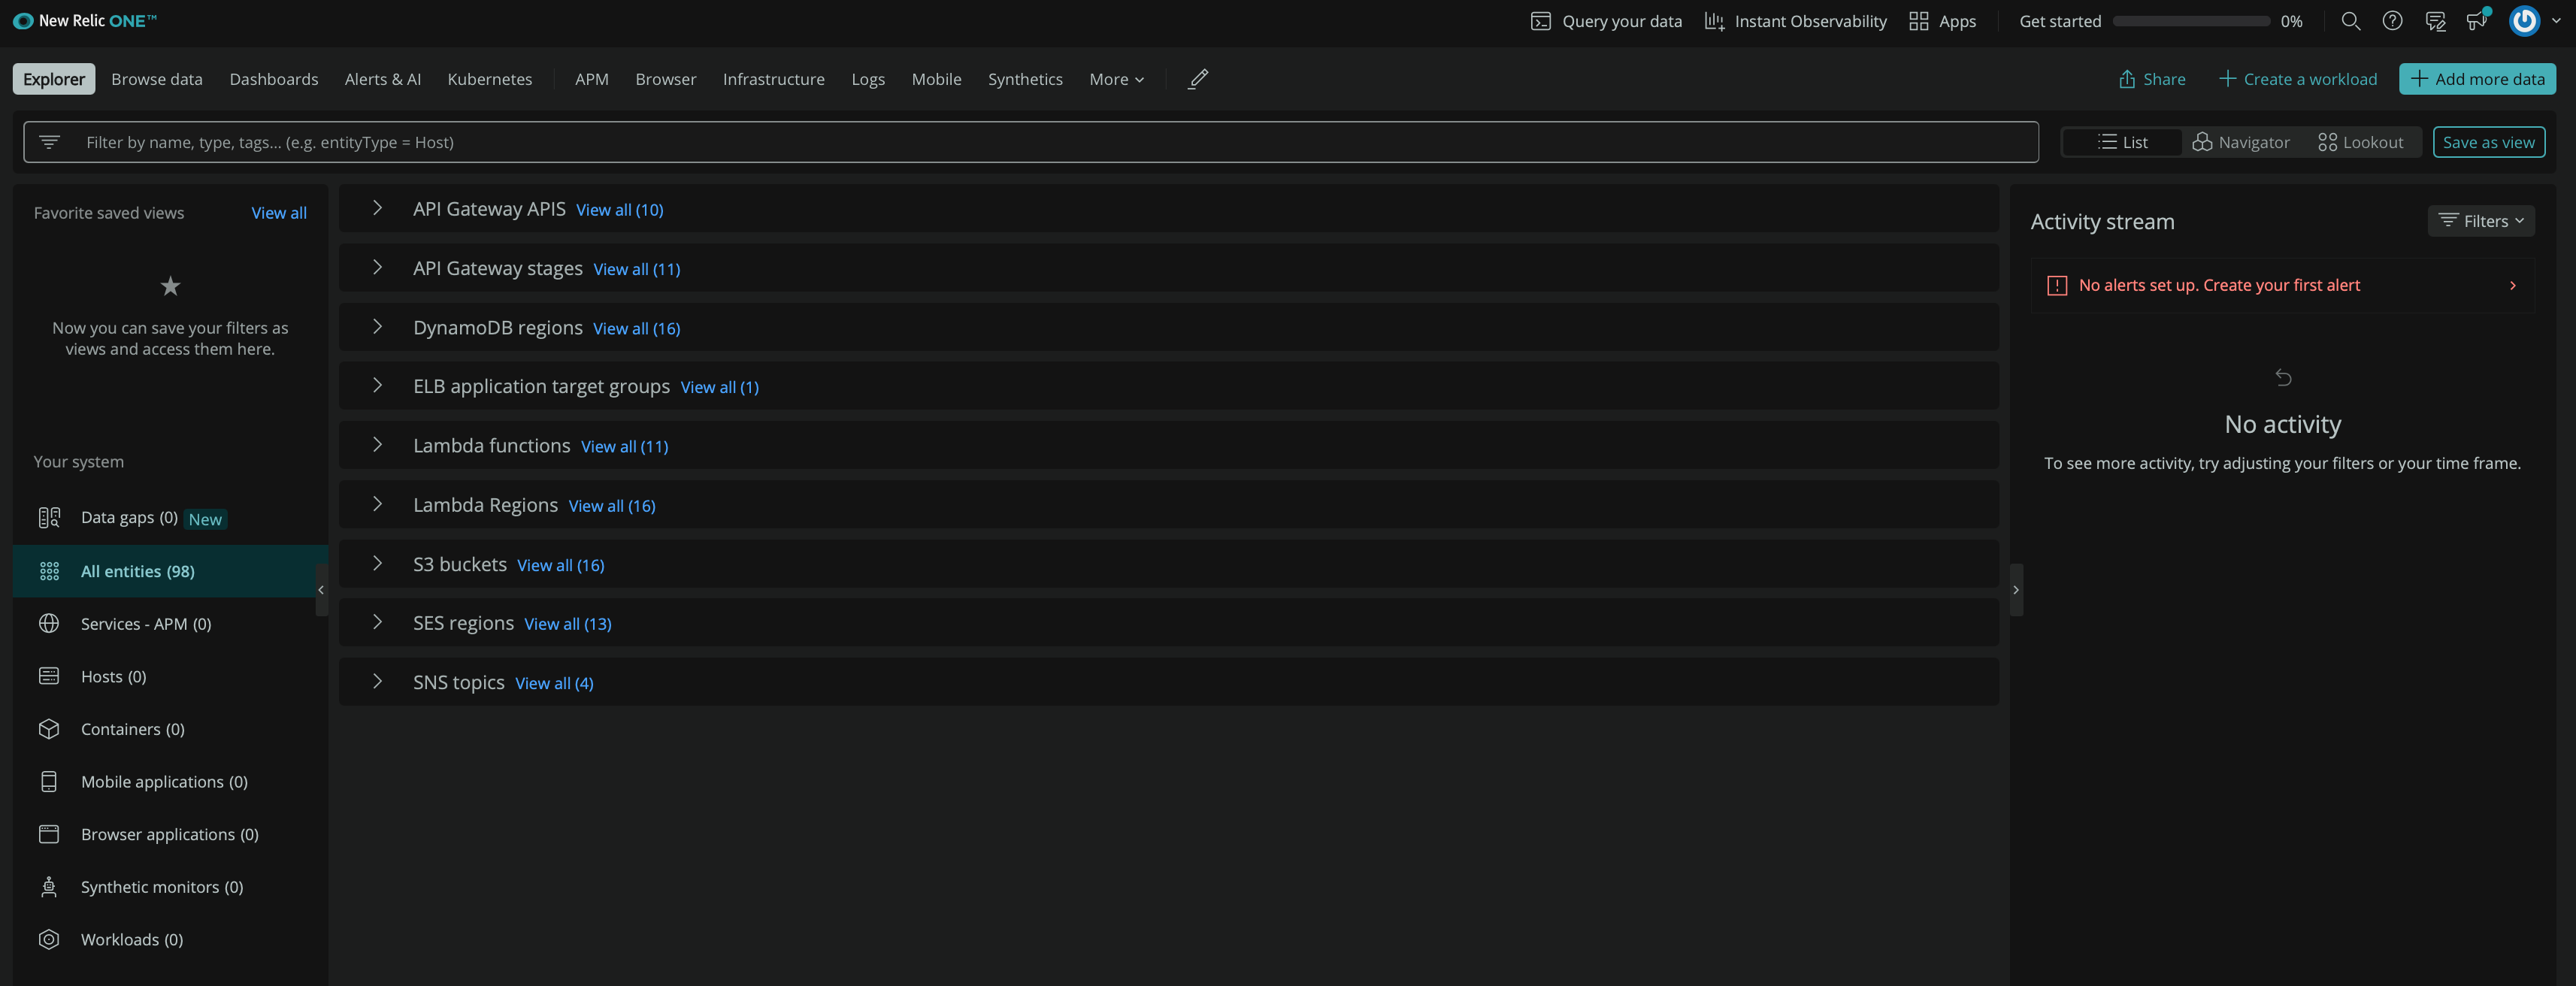 New Relic ONE™
Query your data
Instant Observability
Apps
Get started
0%
Explorer
Browse data
Dashboards
Alerts & AI
Kubernetes
APM
Browser
Infrastructure
Logs
Mobile
Synthetics
More
Share
Create a workload
Add more data
Filter by name, type, tags... (e.g. entityType = Host)
List
Navigator
Lookout
Save as view
Favorite saved views
View all
Now you can save your filters as
views and access them here.
Your system
Data gaps (0) New
All entities (98)
Services - APM (0)
Hosts (0)
Containers (0)
Mobile applications (0)
Browser applications (0)
Synthetic monitors (0)
Workloads (0)
API Gateway APIS View all (10)
API Gateway stages View all (11)
DynamoDB regions View all (16)
ELB application target groups View all (1)
Lambda functions View all (11)
Lambda Regions View all (16)
S3 buckets View all (16)
SES regions View all (13)
SNS topics View all (4)
Activity stream
Filters
No alerts set up. Create your first alert
No activity
To see more activity, try adjusting your filters or your time frame.